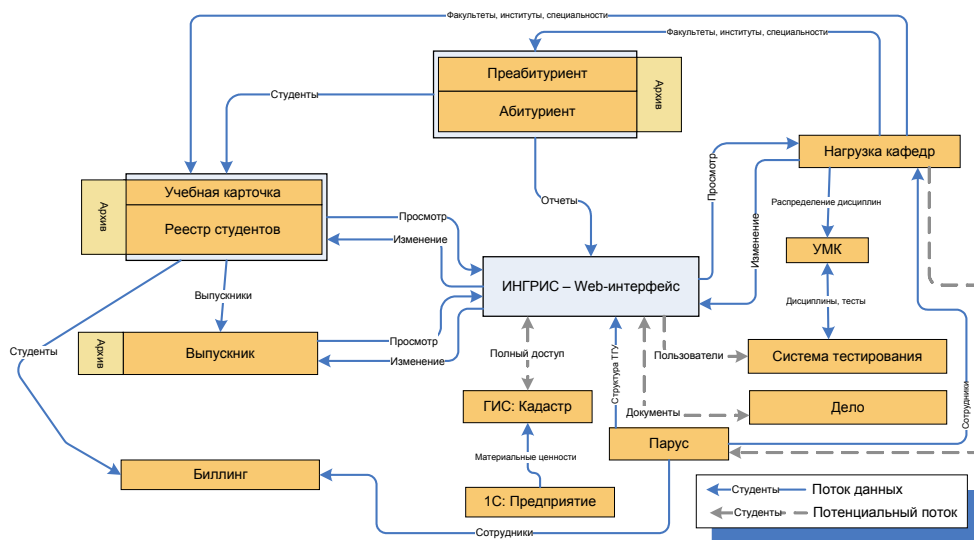 Факультеты, институты, специальности
Факультеты, институты, специальности
Преабитуриент
Абитуриент
Архив
Студенты
Нагрузка кафедр
Просмотр
Изменение
Учебная карточка
Реестр студентов
Архив
Отчеты
Распределение дисциплин
Просмотр
Изменение
УМК
ИНГРИС – Web-интерфейс
Выпускники
Дисциплины, тесты
Просмотр
Изменение
Студенты
Архив
Выпускник
Полный доступ
Структура ТГУ
Пользователи
Система тестирования
Сотрудники
ГИС: Кадастр
Документы
Дело
Парус
Материальные ценности
Биллинг
1С: Предприятие
Сотрудники
Студенты
Поток данных
Студенты
Потенциальный поток